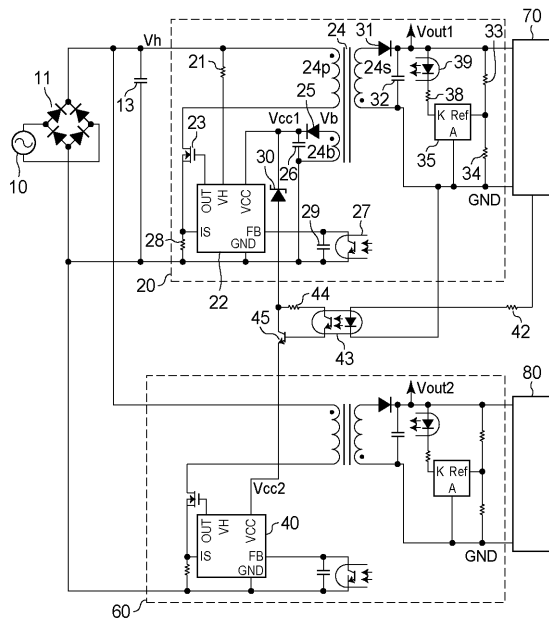 70
Vout1
31
24
Vh
21
24p
24s
39
33
11
13
32
25
38
Vcc1
Vb
23
K Ref
A
35
30
26
24b
34
10
OUT
VH
VCC
GND
29
27
28
IS
GND
FB
20
22
44
45
43
42
80
60
Vout2
K Ref
A
Vcc2
OUT
VH
VCC
40
GND
IS
FB
GND